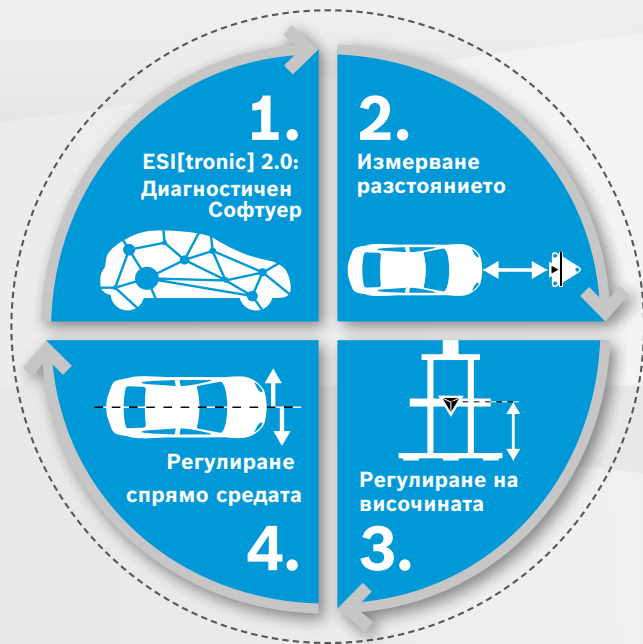 1.
ESI[tronic] 2.0:
Диагностичен
Софтуер
2.
Измерване
разстоянието
Регулиране на
височината
3.
Регулиране
спрямо средата
4.